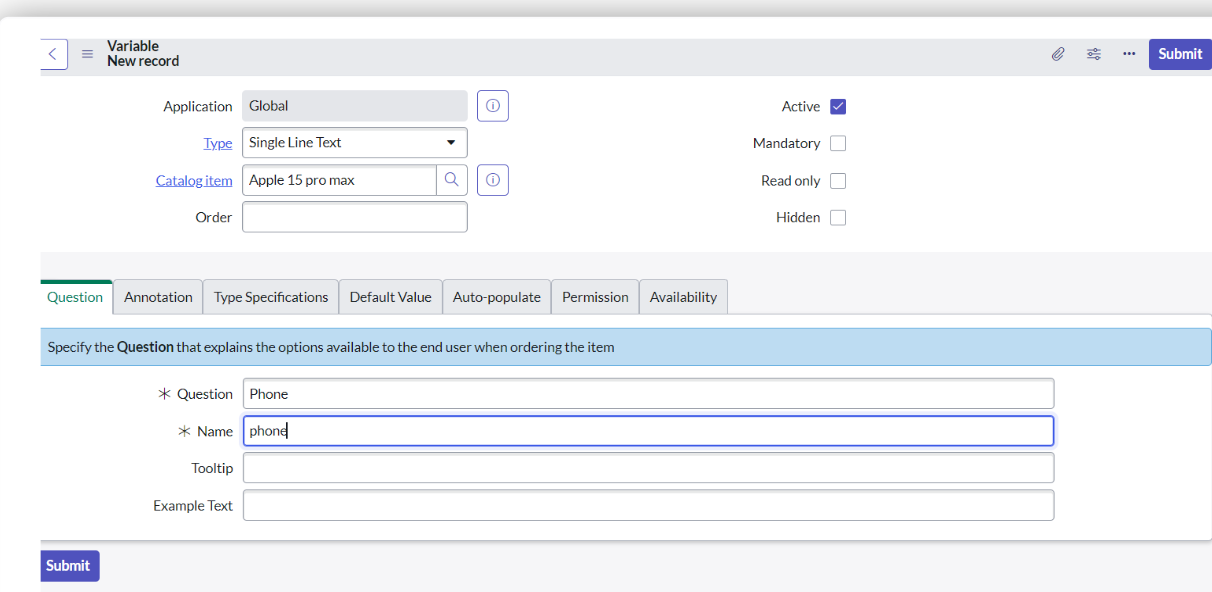 Variable
New record
Submit
Application Global
Active
Type Single Line Text
Mandatory
Catalog item Apple 15 pro max
Read only
Order
Hidden
Question Annotation Type Specifications Default Value Auto-populate Permission Availability
Specify the Question that explains the options available to the end user when ordering the item
Question Phone
Name phone
Tooltip
Example Text
Submit